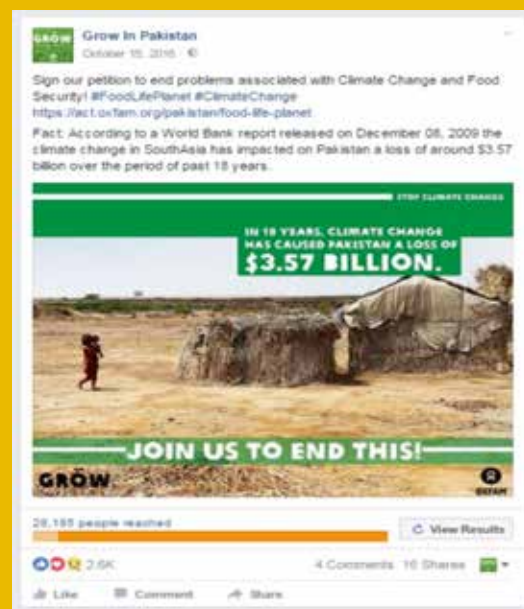 GROW
Grow In Pakistan
October 15, 2016
Sign our petition to end problems associated with Climate Change and Food
Security! #FoodLifePlanet #ClimateChange
https://act.oxfam.org/pakistan/food-life-planet
Fact: According to a World Bank report released on December 08, 2009 the
climate change in SouthAsia has impacted on Pakistan a loss of around $3.57
billion over the period of past 18 years.
STOP CLIMATE CHANGE
IN 18 YEARS, CLIMATE CHANGE
HAS CAUSED PAKISTAN A LOSS OF
$3.57 BILLION.
JOIN US TO END THIS!
GROW
OXFAM
people reached
View Results
2.6K
4 Comments 16 Shares
Like Comment Share